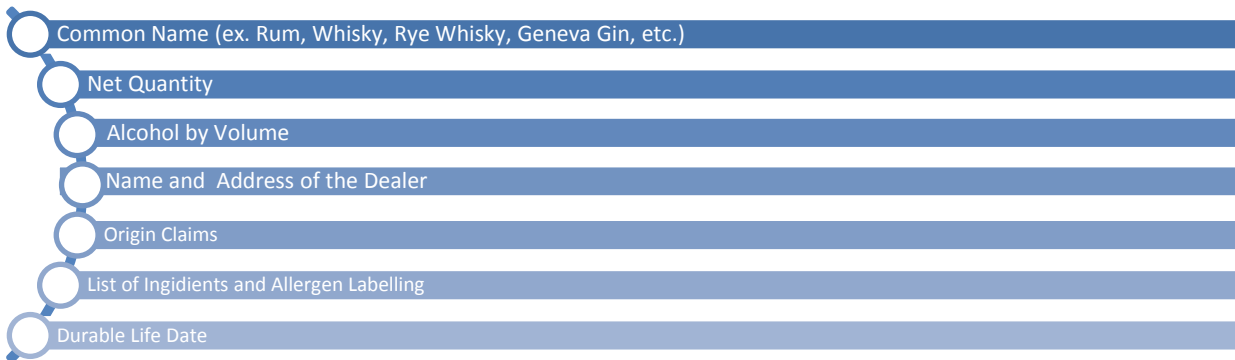 Common Name (ex. Rum, Whisky, Rye Whisky, Geneva Gin, etc.)
Net Quantity
Alcohol by Volume
Name and Address of the Dealer
Origin Claims
List of Ingidients and Allergen Labelling
Durable Life Date